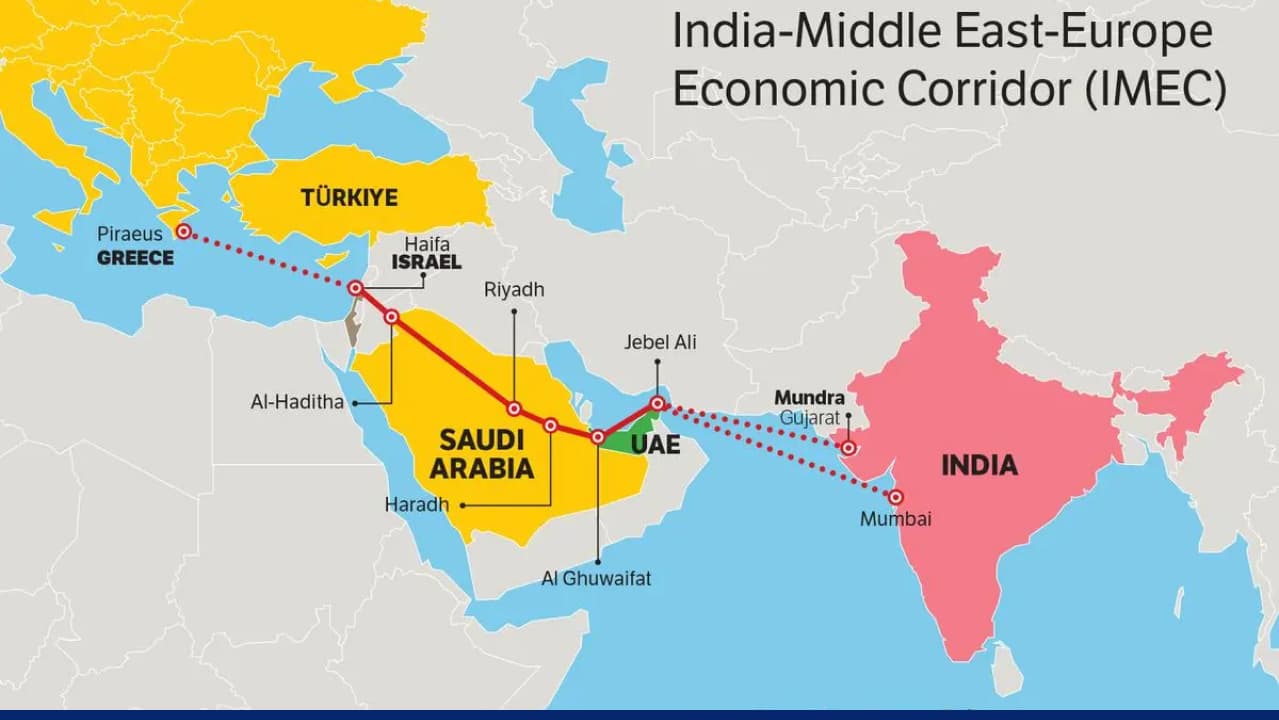 India-Middle East-Europe
Economic Corridor (IMEC)
TÜRKIYE
Piraeus
GREECE
Haifa
ISRAEL
Riyadh
Jebel Ali
Al-Haditha
Mundra
Gujarat
SAUDI
ARABIA
UAE
INDIA
Haradh
Mumbai
Al Ghuwaifat